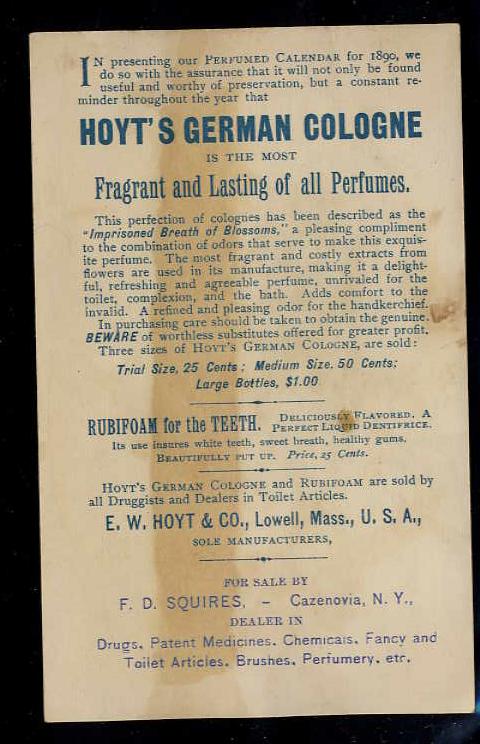 IN presenting our PERFUMED CALENDAR for 1890, we
do so with the assurance that it will not only be found
useful and worthy of preservation, but a constant re-
minder throughout the year that
HOYT'S GERMAN COLOGNE
IS THE MOST
Fragrant and Lasting of all Perfumes.
This perfection of colognes has been described as the
"Imprisoned Breath of Blossoms," a pleasing compliment
to the combination of odors that serve to make this exquis-
ite perfume. The most fragrant and costly extracts from
flowers are used in its manufacture, making it a delight-
ful, refreshing and agreeable perfume, unrivaled for the
toilet, complexion, and the bath. Adds comfort to the
invalid. A refined and pleasing odor for the handkerchief.
In purchasing care should be taken to obtain the genuine.
BEWARE of worthless substitutes offered for greater profit.
Three sizes of HOYT'S GERMAN COLOGNE, are sold:
Trial Size, 25 Cents; Medium Size, 50 Cents;
Large Bottles, $1.00
RUBIFOAM for the TEETH. DELICIOUSLY FLAVORED. A
PERFECT LIQUID DENTIFRICE.
Its use insures white teeth, sweet breath, healthy gums.
BEAUTIFULLY PUT UP. Price, 25 Cents.
HOYT'S GERMAN COLOGNE and RUBIFOAM are sold by
all Druggists and Dealers in Toilet Articles.
E. W. HOYT & CO., Lowell, Mass., U. S. A.,
SOLE MANUFACTURERS,
FOR SALE BY
F. D. SQUIRES, - Cazenovia, N. Y.,
DEALER IN
Drugs, Patent Medicines, Chemicals, Fancy and
Toilet Articles, Brushes, Perfumery, etc.